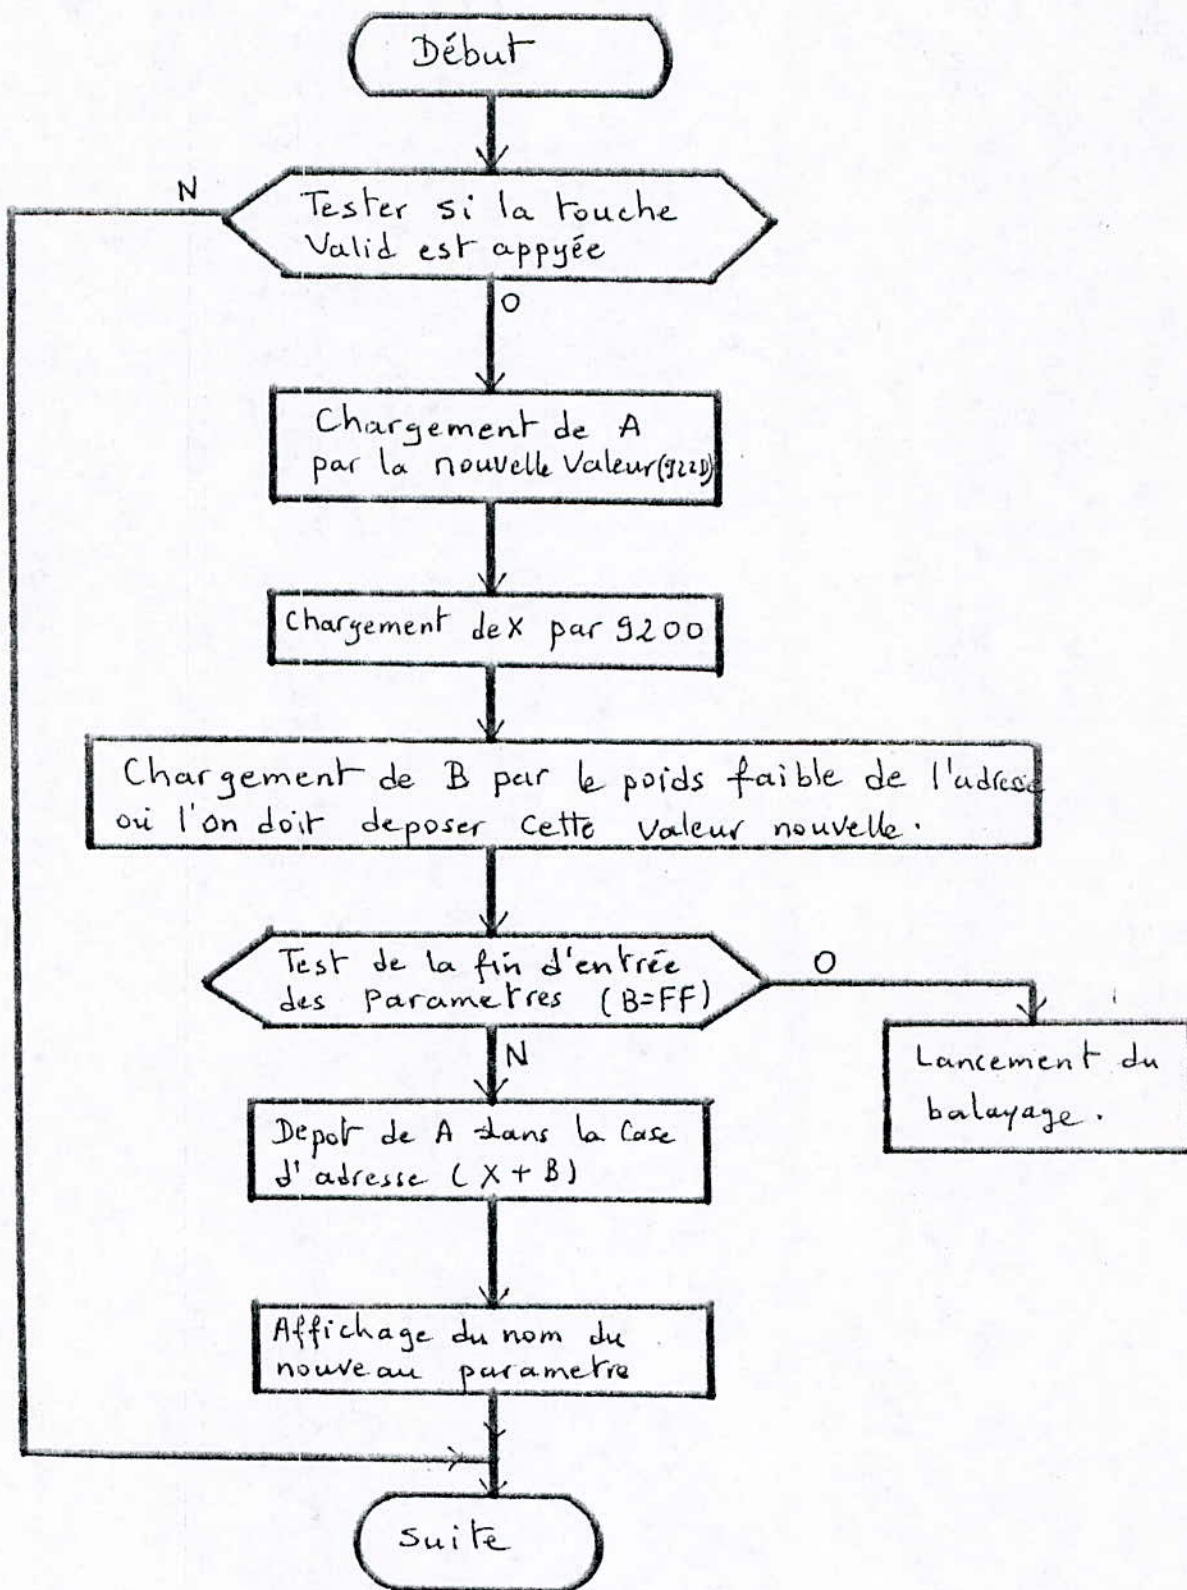 Début
N
Tester si la touche
Valid est appyée
O
Chargement de A
par la nouvelle Valeur(922D)
Chargement de X par 9200
Chargement de B par le poids faible de l'adresse
où l'on doit deposer cette valeur nouvelle.
Test de la fin d'entrée
des parametres (B=FF)
O
N
Lancement du
balayage.
Depot de A dans la Case
d'adresse (X + B)
Affichage du nom du
nouveau parametre
Suite